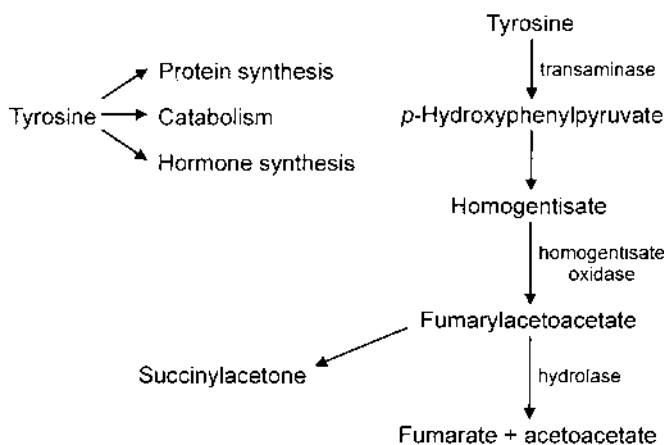 Tyrosine
Protein synthesis
Catabolism
Hormone synthesis
Tyrosine
transaminase
p-Hydroxyphenylpyruvate
Homogentisate
homogentisate
oxidase
Fumarylacetoacetate
Succinylacetone
hydrolase
Fumarate + acetoacetate